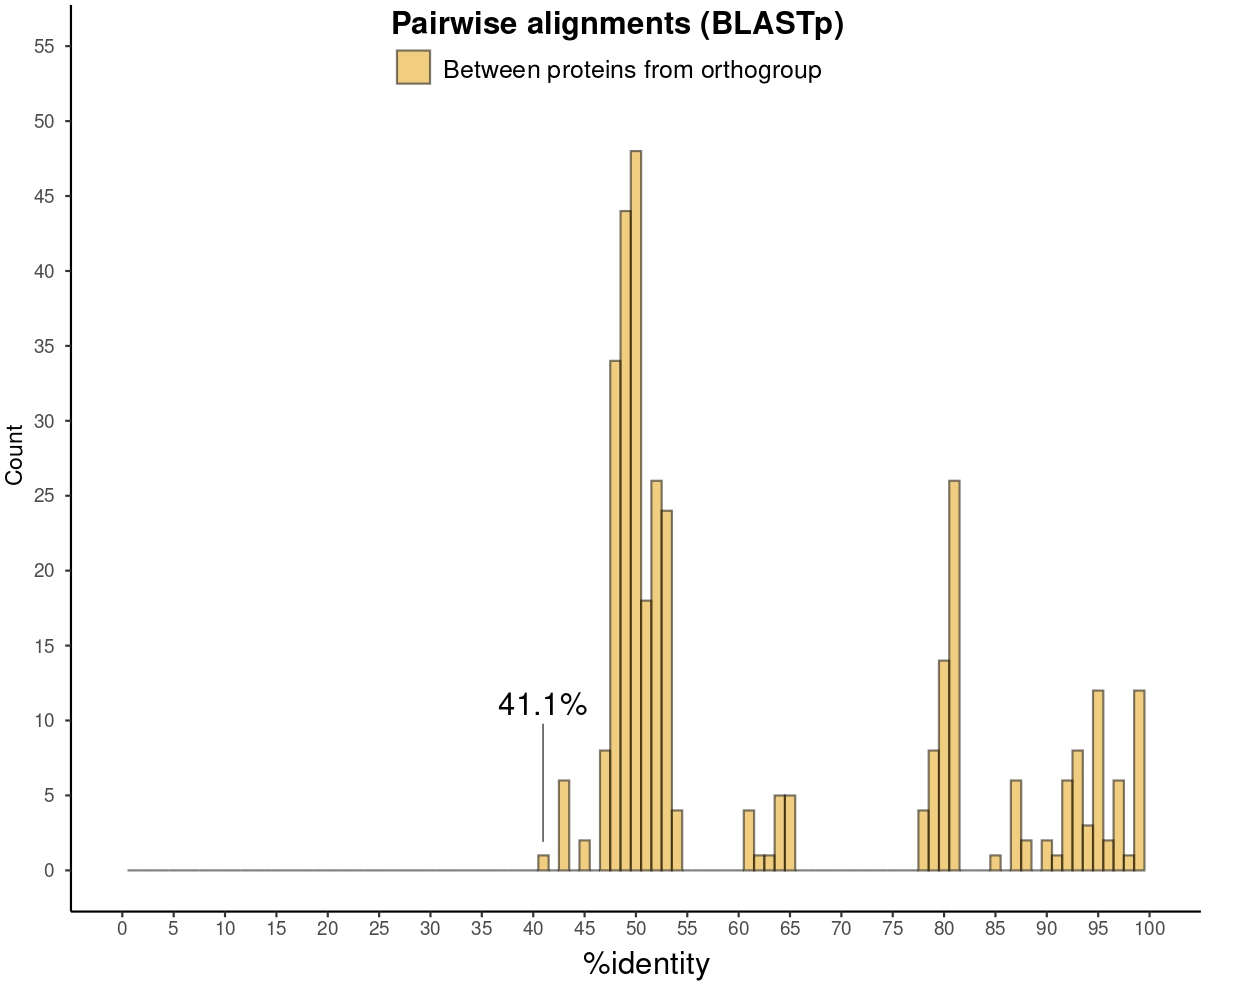 Pairwise alignments (BLASTp)
Between proteins from orthogroup
55
50
45
40
35
30
25
20
15
10
5
0
Count
41.1%
0 5 10 15 20 25 30 35 40 45 50 55 60 65 70 75 80 85 90 95 100
%identity